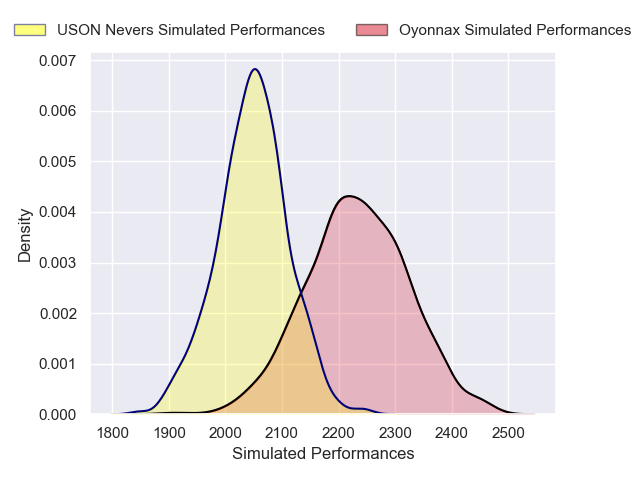 USON Nevers Simulated Performances Oyonnax Simulated Performances
0.007
0.006
0.005
0.004
0.003
0.002
0.001
0.000
Density
1800 1900 2000 2100 2200 2300 2400 2500
Simulated Performances